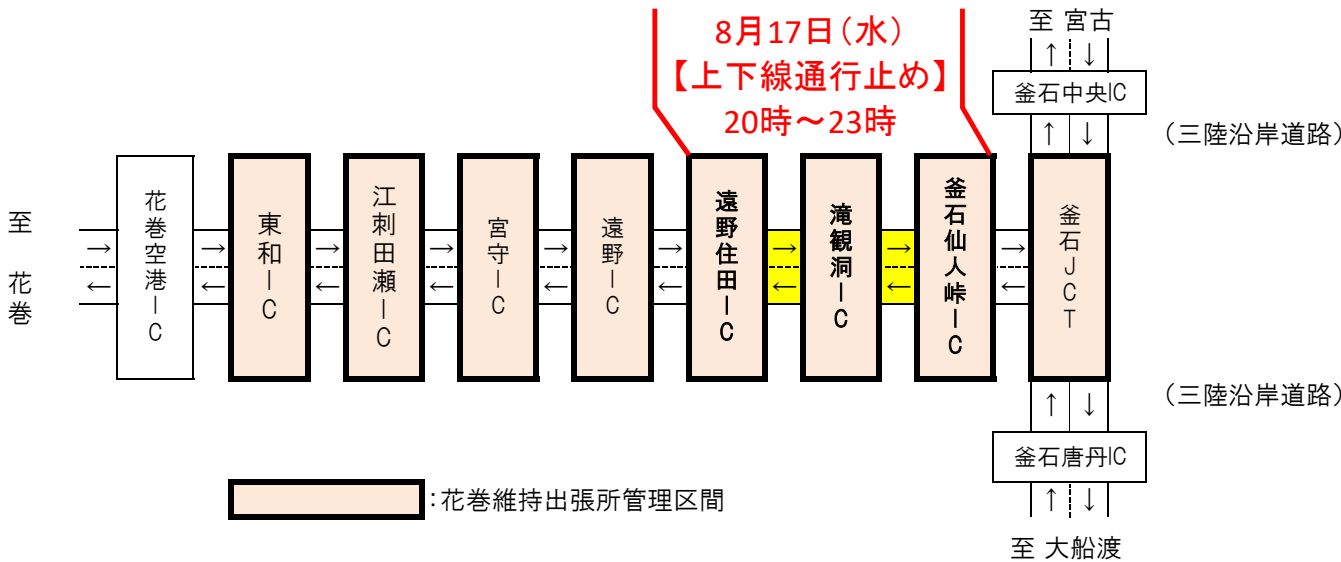 8月17日(水)
【上下線通行止め】
20時～23時
至 宮古
↑ ↓
釜石中央IC
↑ ↓
(三陸沿岸道路)
至 花巻
→
←
花巻空港IC
→
←
東和IC
→
←
江刺田瀬IC
→
←
宮守IC
→
←
遠野IC
→
←
遠野住田IC
→
←
滝観洞IC
→
←
釜石仙人峠IC
→
←
釜石JCT
(三陸沿岸道路)
↑ ↓
釜石唐丹IC
↑ ↓
至 大船渡
:花巻維持出張所管理区間